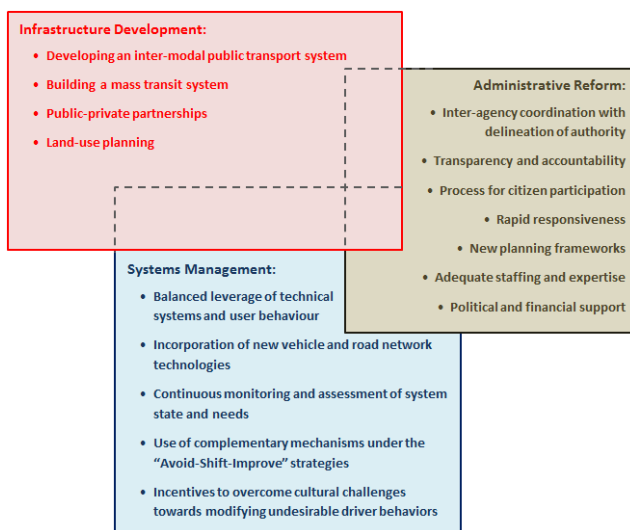 Infrastructure Development:
• Developing an inter-modal public transport system
• Building a mass transit system
• Public-private partnerships
• Land-use planning
Administrative Reform:
• Inter-agency coordination with
delineation of authority
• Transparency and accountability
• Process for citizen participation
• Rapid responsiveness
• New planning frameworks
• Adequate staffing and expertise
• Political and financial support
Systems Management:
• Balanced leverage of technical
systems and user behaviour
• Incorporation of new vehicle and road network
technologies
• Continuous monitoring and assessment of system
state and needs
• Use of complementary mechanisms under the
“Avoid-Shift-Improve” strategies
• Incentives to overcome cultural challenges
towards modifying undesirable driver behaviors